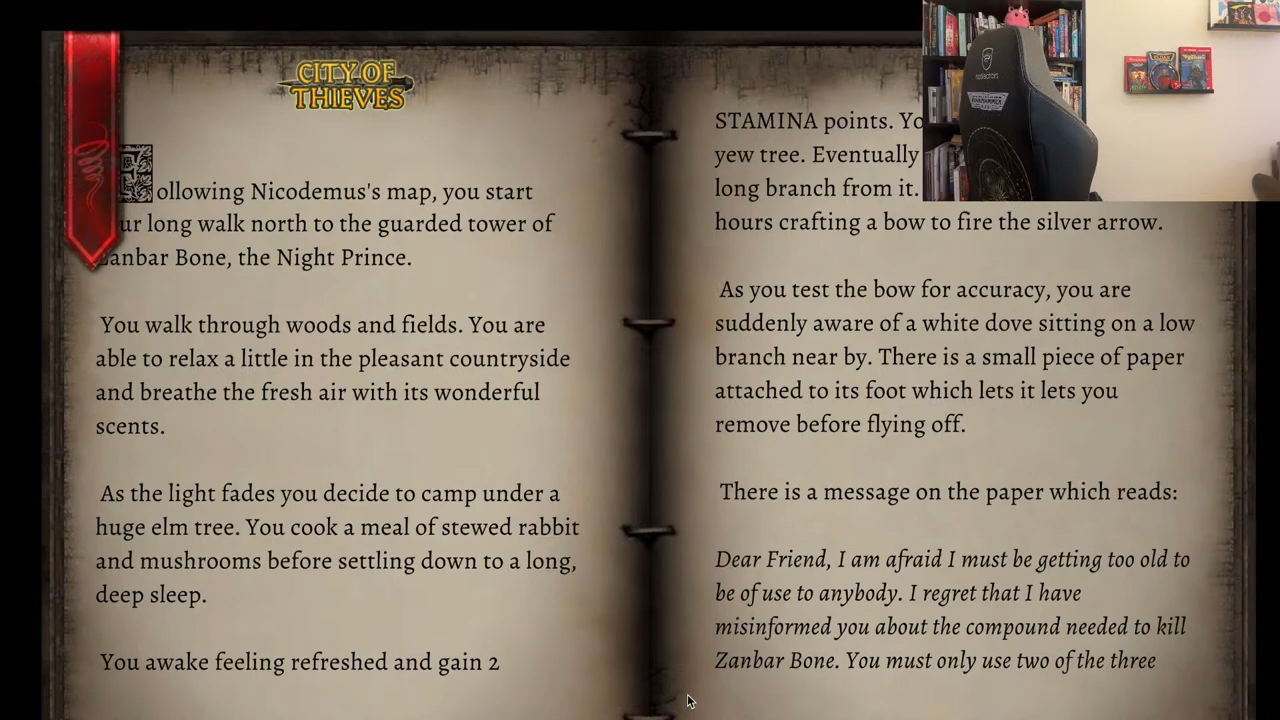 CITY OF
THIEVES
Following Nicodemus's map, you start
ur long walk north to the guarded tower of
Zanbar Bone, the Night Prince.
You walk through woods and fields. You are
able to relax a little in the pleasant countryside
and breathe the fresh air with its wonderful
scents.
As the light fades you decide to camp under a
huge elm tree. You cook a meal of stewed rabbit
and mushrooms before settling down to a long,
deep sleep.
You awake feeling refreshed and gain 2
STAMINA points. Yo
yew tree. Eventually
long branch from it.
hours crafting a bow to fire the silver arrow.
As you test the bow for accuracy, you are
suddenly aware of a white dove sitting on a low
branch near by. There is a small piece of paper
attached to its foot which lets it lets you
remove before flying off.
There is a message on the paper which reads:
Dear Friend, I am afraid I must be getting too old to
be of use to anybody. I regret that I have
misinformed you about the compound needed to kill
Zanbar Bone. You must only use two of the three